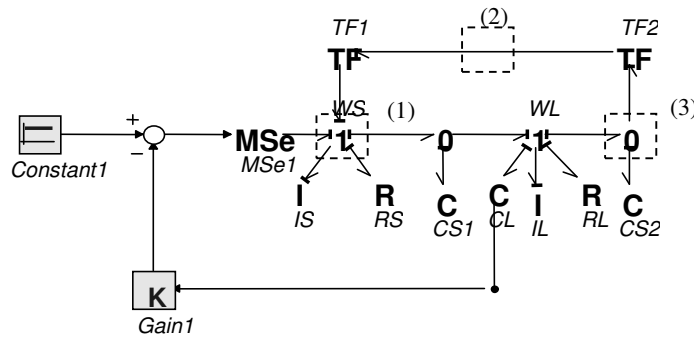 TF1 (2) TF2
TF TF
WS (1) WL (3)
+ − MSe 1 0 1 0
Constant1 MSe1
I R C C I R C
IS RS CS1 CL IL RL CS2
K
Gain1